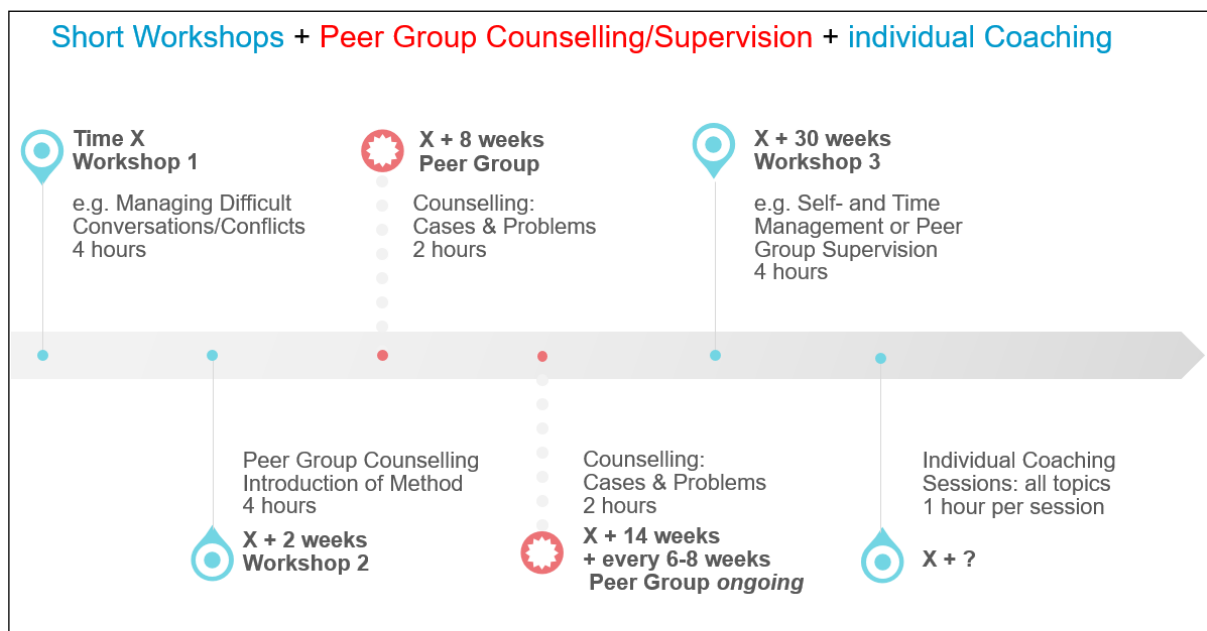 Short Workshops + Peer Group Counselling/Supervision + individual Coaching
Time X
Workshop 1
e.g. Managing Difficult
Conversations/Conflicts
4 hours
X + 8 weeks
Peer Group
Counselling:
Cases & Problems
2 hours
X + 30 weeks
Workshop 3
e.g. Self- and Time
Management or Peer
Group Supervision
4 hours
Peer Group Counselling
Introduction of Method
4 hours
X + 2 weeks
Workshop 2
Counselling:
Cases & Problems
2 hours
X + 14 weeks
+ every 6-8 weeks
Peer Group ongoing
Individual Coaching
Sessions: all topics
1 hour per session
X + ?